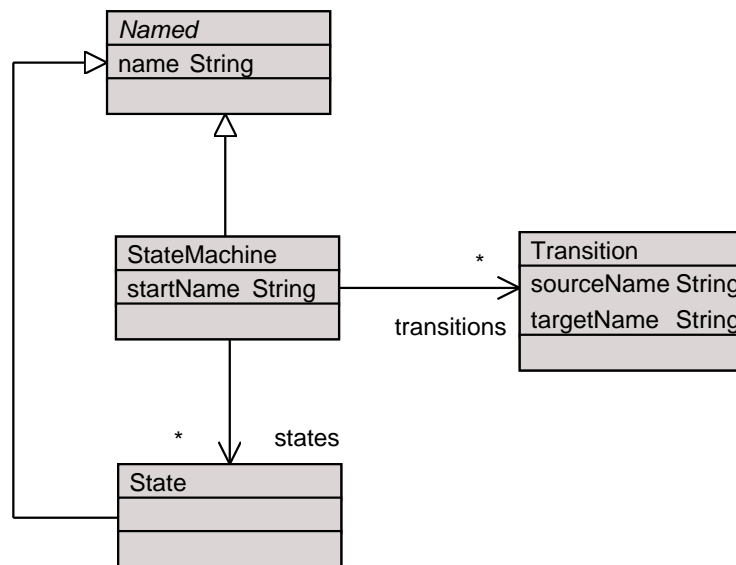 Named
name String
StateMachine
startName String
*
Transition
sourceName String
targetName String
transitions
*
states
State